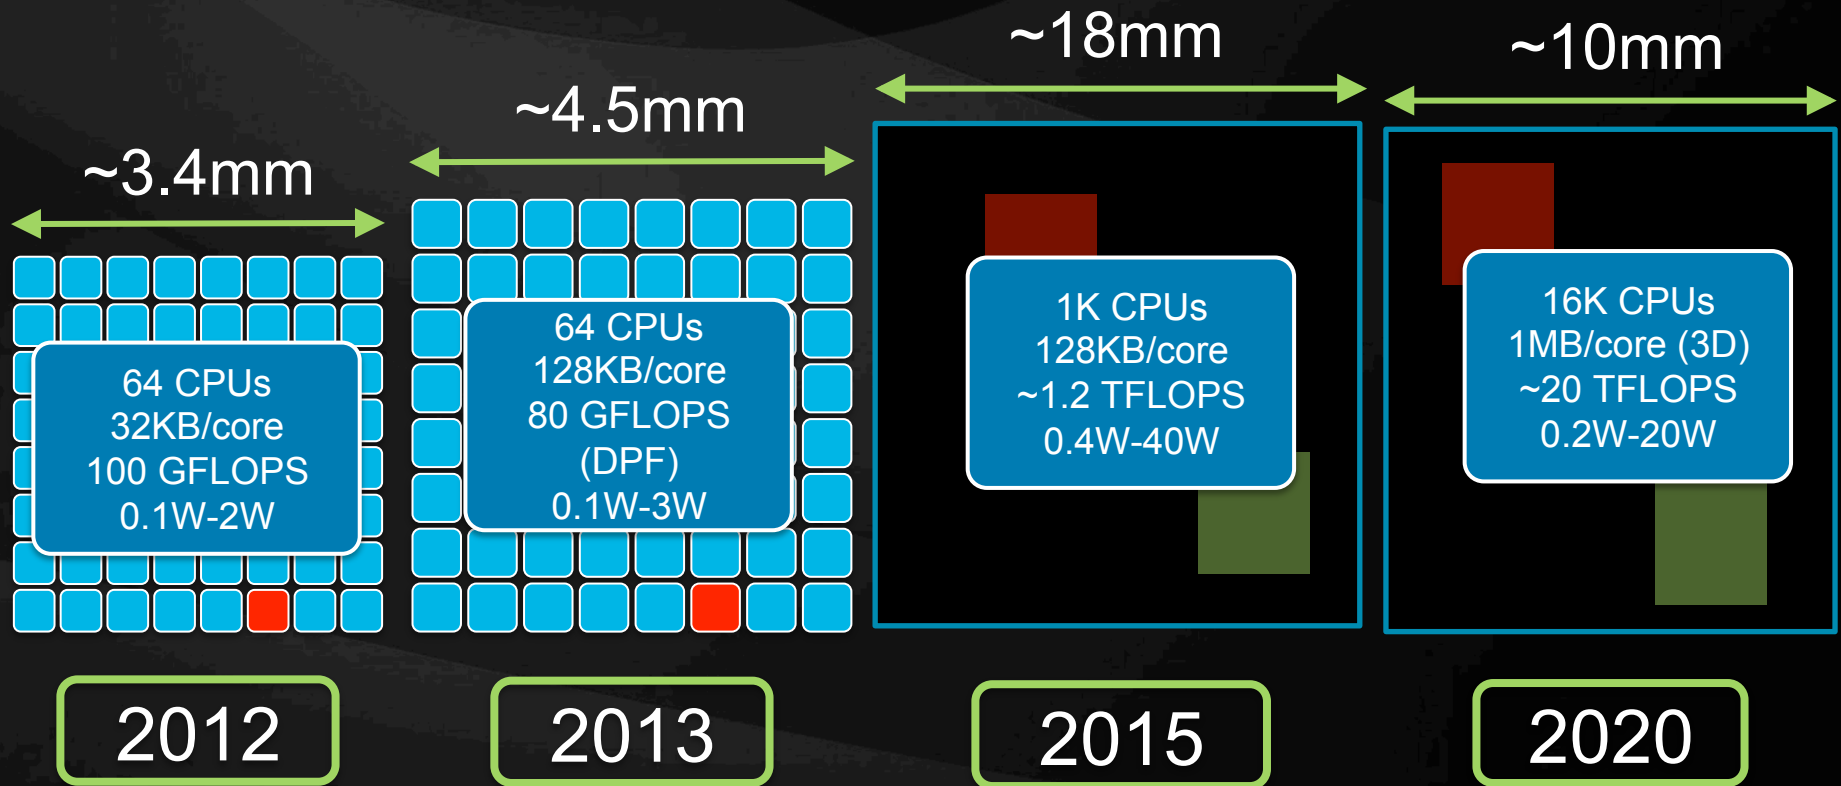 ~3.4mm
64 CPUs
32KB/core
100 GFLOPS
0.1W-2W
2012
~4.5mm
64 CPUs
128KB/core
80 GFLOPS
(DPF)
0.1W-3W
2013
~18mm
1K CPUs
128KB/core
~1.2 TFLOPS
0.4W-40W
2015
~10mm
16K CPUs
1MB/core (3D)
~20 TFLOPS
0.2W-20W
2020